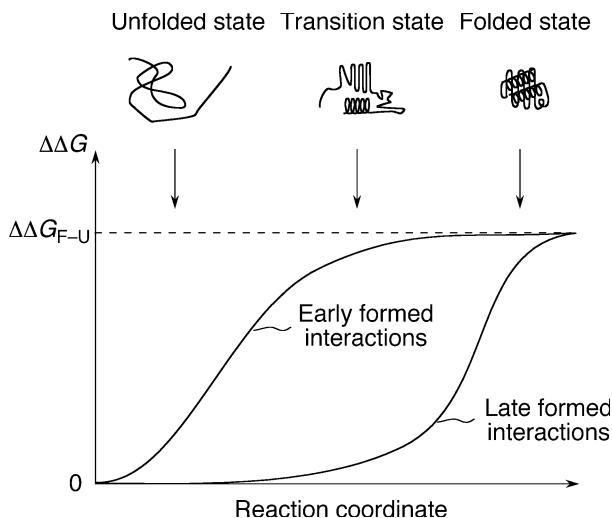 Unfolded state Transition state Folded state
ΔΔG
ΔΔG_F–U
Early formed
interactions
Late formed
interactions
0
Reaction coordinate